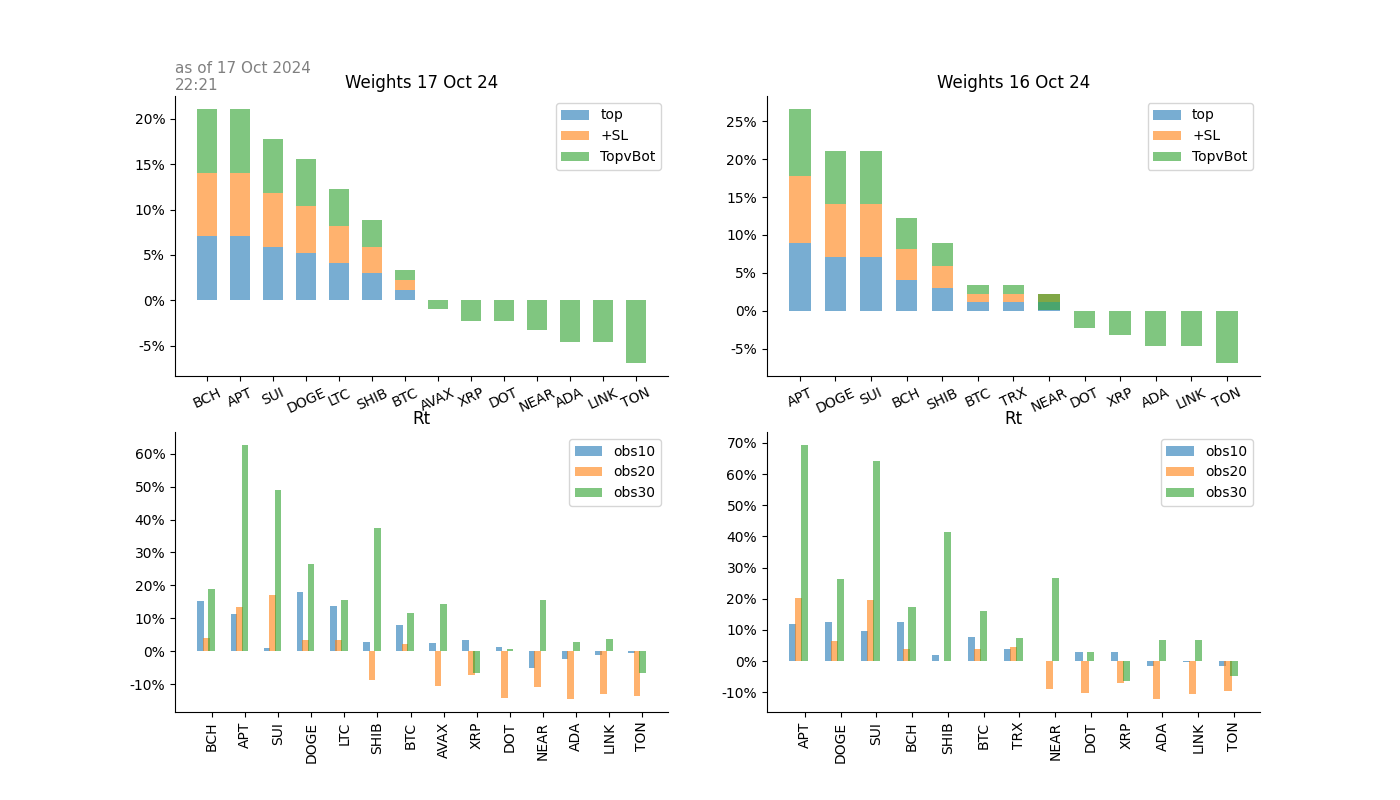 as of 17 Oct 2024
22:21
Weights 17 Oct 24
20%
15%
10%
5%
0%
-5%
top
+SL
TopvBot
BCH APT SUI DOGE LTC SHIB BTC AVAX XRP DOT NEAR ADA LINK TON
Weights 16 Oct 24
25%
20%
15%
10%
5%
0%
-5%
top
+SL
TopvBot
APT DOGE SUI BCH SHIB BTC TRX NEAR DOT XRP ADA LINK TON
Rt
60%
50%
40%
30%
20%
10%
0%
-10%
obs10
obs20
obs30
BCH APT SUI DOGE LTC SHIB BTC AVAX XRP DOT NEAR ADA LINK TON
Rt
70%
60%
50%
40%
30%
20%
10%
0%
-10%
obs10
obs20
obs30
APT DOGE SUI BCH SHIB BTC TRX NEAR DOT XRP ADA LINK TON